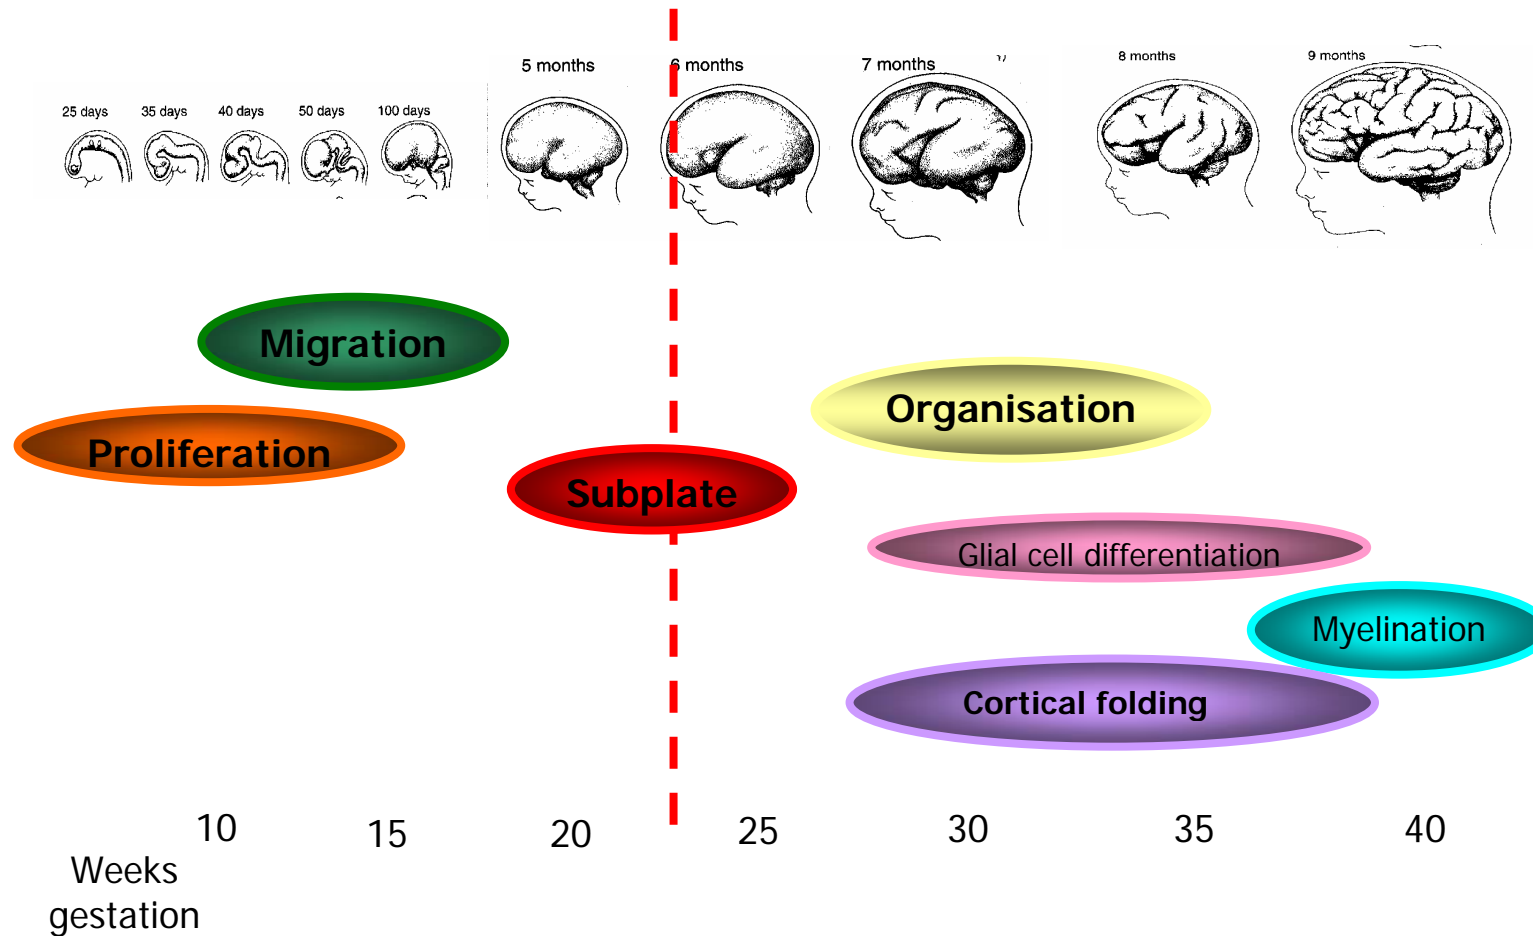 5 months
6 months
7 months
8 months
9 months
25 days
35 days
40 days
50 days
100 days
Migration
Organisation
Proliferation
Subplate
Glial cell differentiation
Myelination
Cortical folding
10
15
20
25
30
35
40
Weeks
gestation